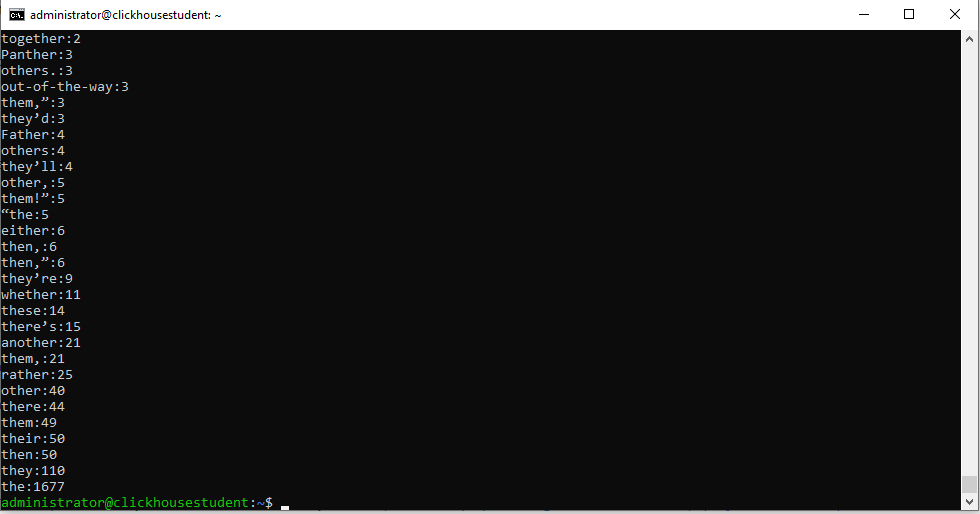 administrator@clickhousestudent: ~
together:2
Panther:3
others.:3
out-of-the-way:3
them,”:3
they’d:3
Father:4
others:4
they’ll:4
other,:5
them!”:5
“the:5
either:6
then,:6
then,”:6
they’re:9
whether:11
these:14
there’s:15
another:21
them,:21
rather:25
other:40
there:44
them:49
their:50
then:50
they:110
the:1677
administrator@clickhousestudent:~$